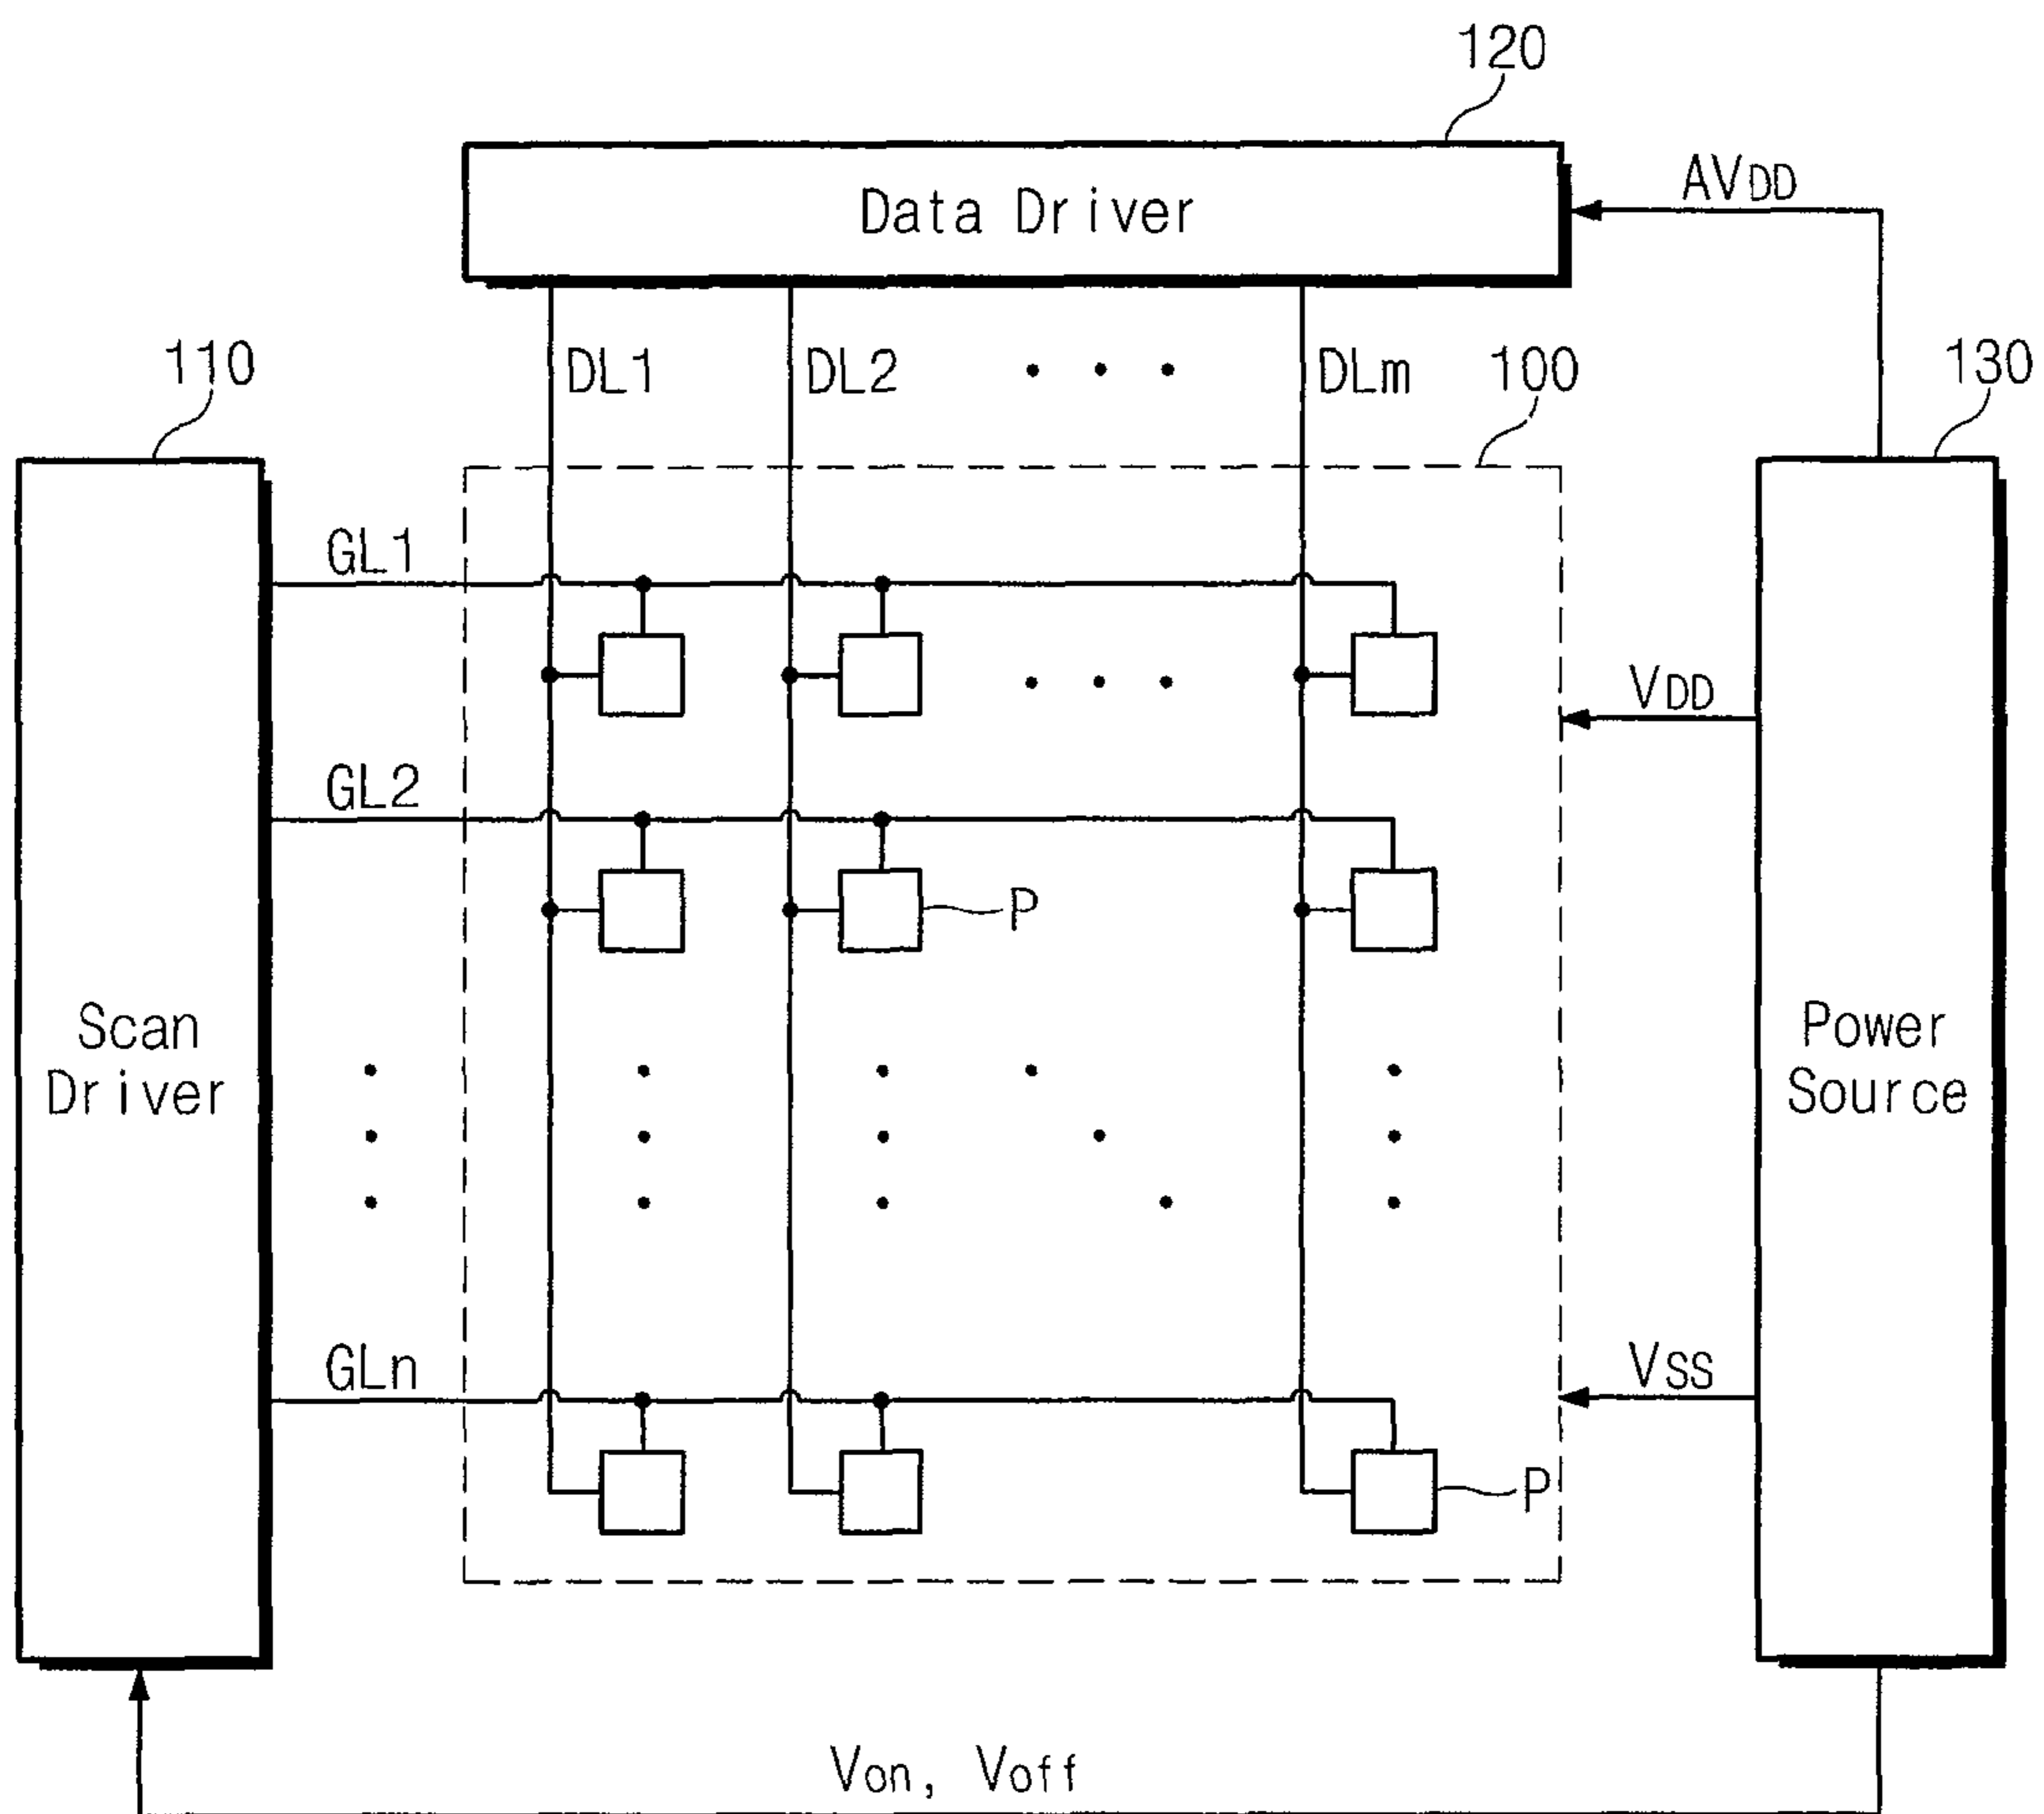 120
Data Driver
AVDD
110
DL1
DL2
DLm
100
130
GL1
VDD
GL2
P
Scan
Driver
Power
Source
GLn
VSS
P
Von, Voff